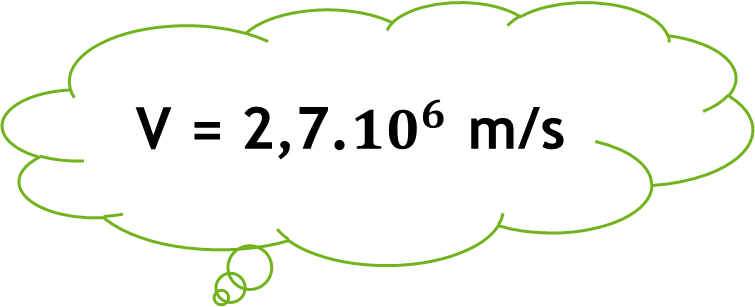 V = 2,7.10⁶ m/s